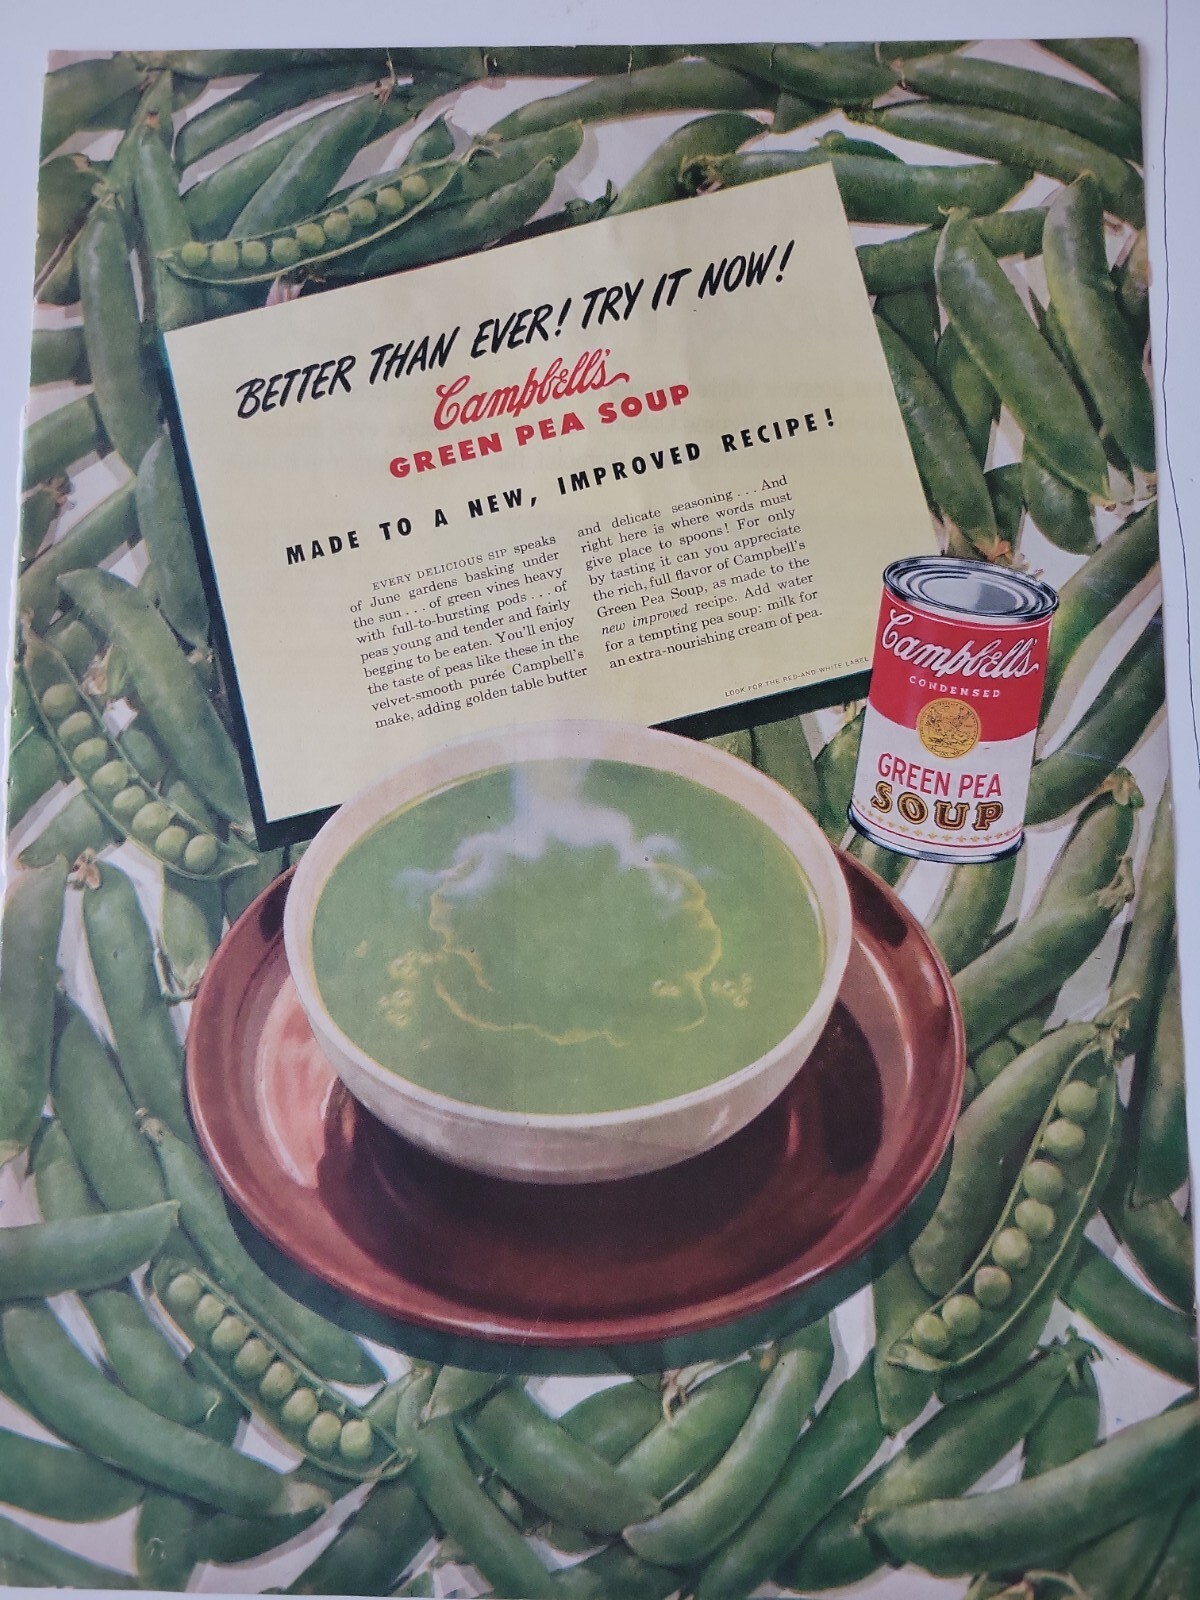 BETTER THAN EVER! TRY IT NOW!
Campbell's
GREEN PEA SOUP
MADE TO A NEW, IMPROVED RECIPE!
EVERY DELICIOUS SIP speaks
of June gardens basking under
the sun . . . of green vines heavy
with full-to-bursting pods . . . of
peas young and tender and fairly
begging to be eaten. You'll enjoy
the taste of peas like these in the
velvet-smooth purée Campbell's
make, adding golden table butter
and delicate seasoning . . . And
right here is where words must
give place to spoons! For only
by tasting it can you appreciate
the rich, full flavor of Campbell's
Green Pea Soup, as made to the
new improved recipe. Add water
for a tempting pea soup: milk for
an extra-nourishing cream of pea.
LOOK FOR THE RED-AND-WHITE LABEL
Campbell's
CONDENSED
GREEN PEA
SOUP